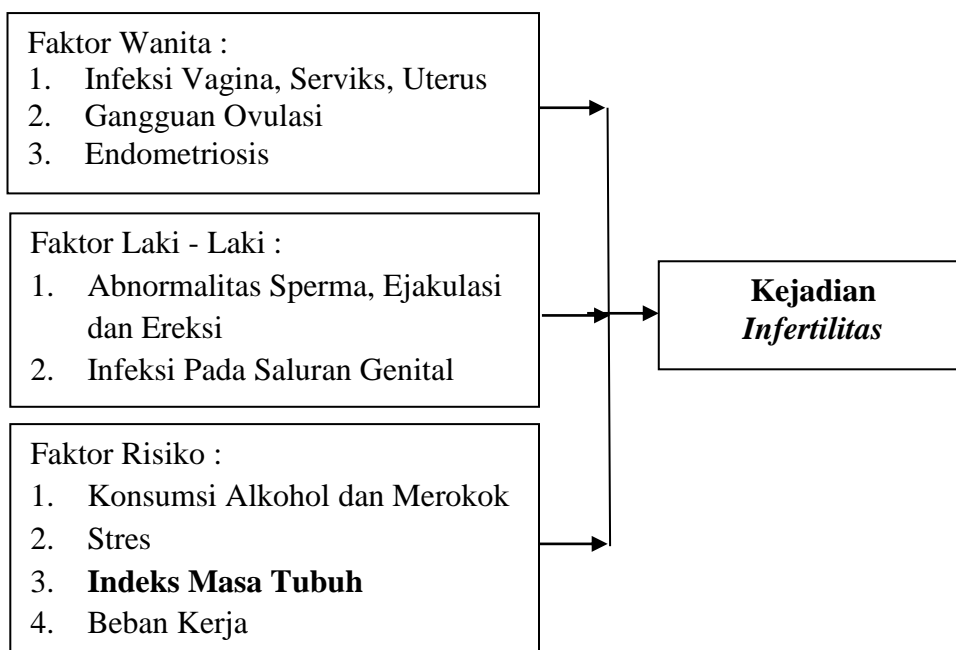 Faktor Wanita :
1. Infeksi Vagina, Serviks, Uterus
2. Gangguan Ovulasi
3. Endometriosis
Faktor Laki - Laki :
1. Abnormalitas Sperma, Ejakulasi
dan Ereksi
2. Infeksi Pada Saluran Genital
Kejadian
Infertilitas
Faktor Risiko :
1. Konsumsi Alkohol dan Merokok
2. Stres
3. Indeks Masa Tubuh
4. Beban Kerja